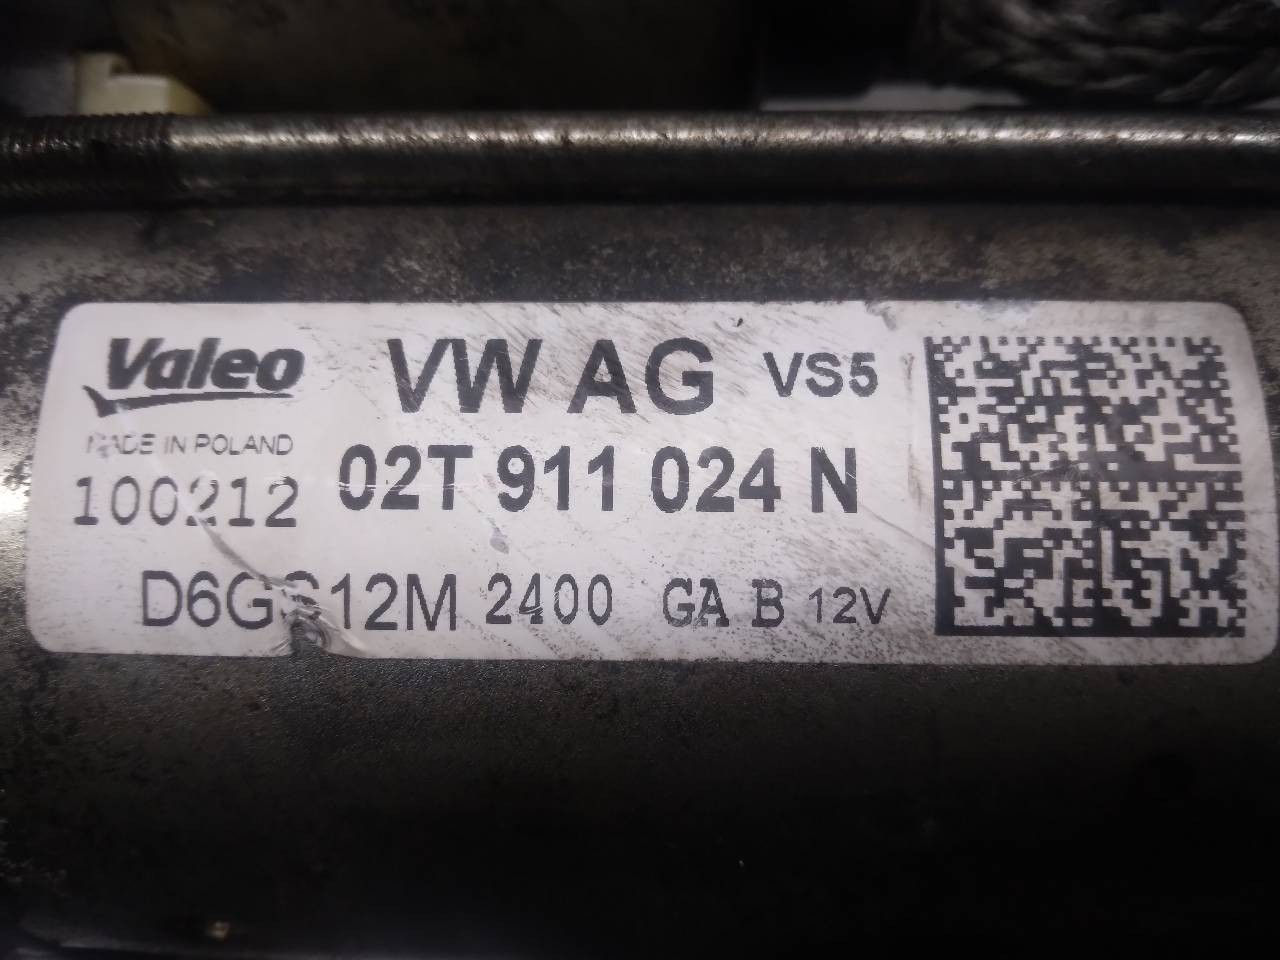 Valeo VW AG VS5
MADE IN POLAND
100212 02T 911 024 N
D6GS12M 2400 GA B 12V